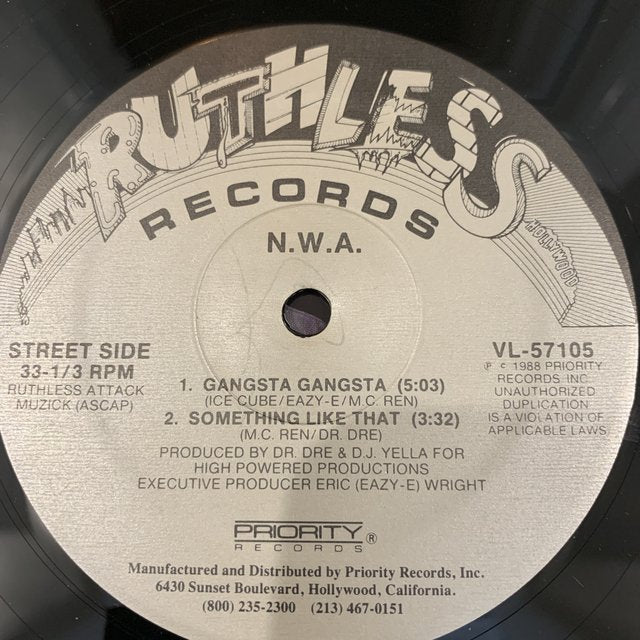 RUTHLESS
RECORDS
HOLLYWOOD
N.W.A.
STREET SIDE
33-1/3 RPM
RUTHLESS ATTACK
MUZICK (ASCAP)
VL-57105
℗ © 1988 PRIORITY
RECORDS, INC.
UNAUTHORIZED
DUPLICATION
IS A VIOLATION OF
APPLICABLE LAWS.
1. GANGSTA GANGSTA (5:03)
(ICE CUBE/EAZY-E/M.C. REN)
2. SOMETHING LIKE THAT (3:32)
(M.C. REN/DR. DRE)
PRODUCED BY DR. DRE & D.J. YELLA FOR
HIGH POWERED PRODUCTIONS
EXECUTIVE PRODUCER ERIC (EAZY-E) WRIGHT
PRIORITY
RECORDS ®
Manufactured and Distributed by Priority Records, Inc.
6430 Sunset Boulevard, Hollywood, California.
(800) 235-2300 (213) 467-0151